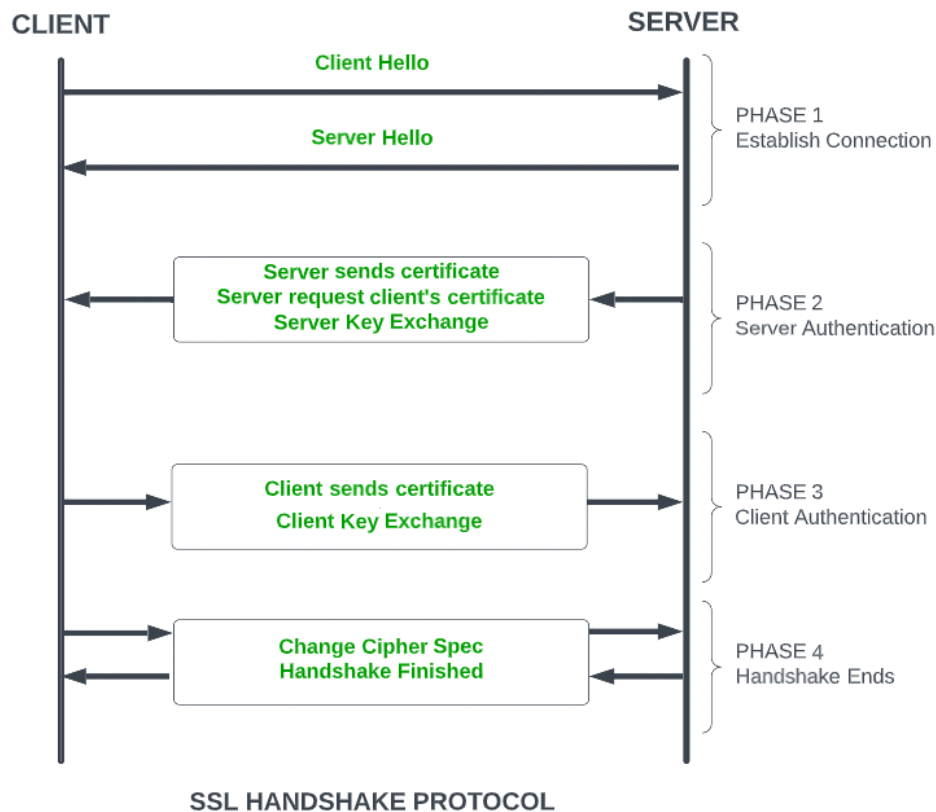 CLIENT
SERVER
Client Hello
Server Hello
PHASE 1
Establish Connection
Server sends certificate
Server request client's certificate
Server Key Exchange
PHASE 2
Server Authentication
Client sends certificate
Client Key Exchange
PHASE 3
Client Authentication
Change Cipher Spec
Handshake Finished
PHASE 4
Handshake Ends
SSL HANDSHAKE PROTOCOL